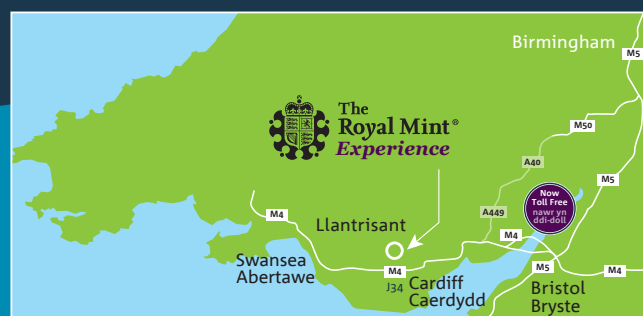 Birmingham
M5
The
Royal Mint®
Experience
M50
A40
M5
Now
Toll Free
nawr yn
ddi-doll
M4
Llantrisant
A449
M4
Swansea
Abertawe
M4
J34
Cardiff
Caerdydd
M5
M4
Bristol
Bryste